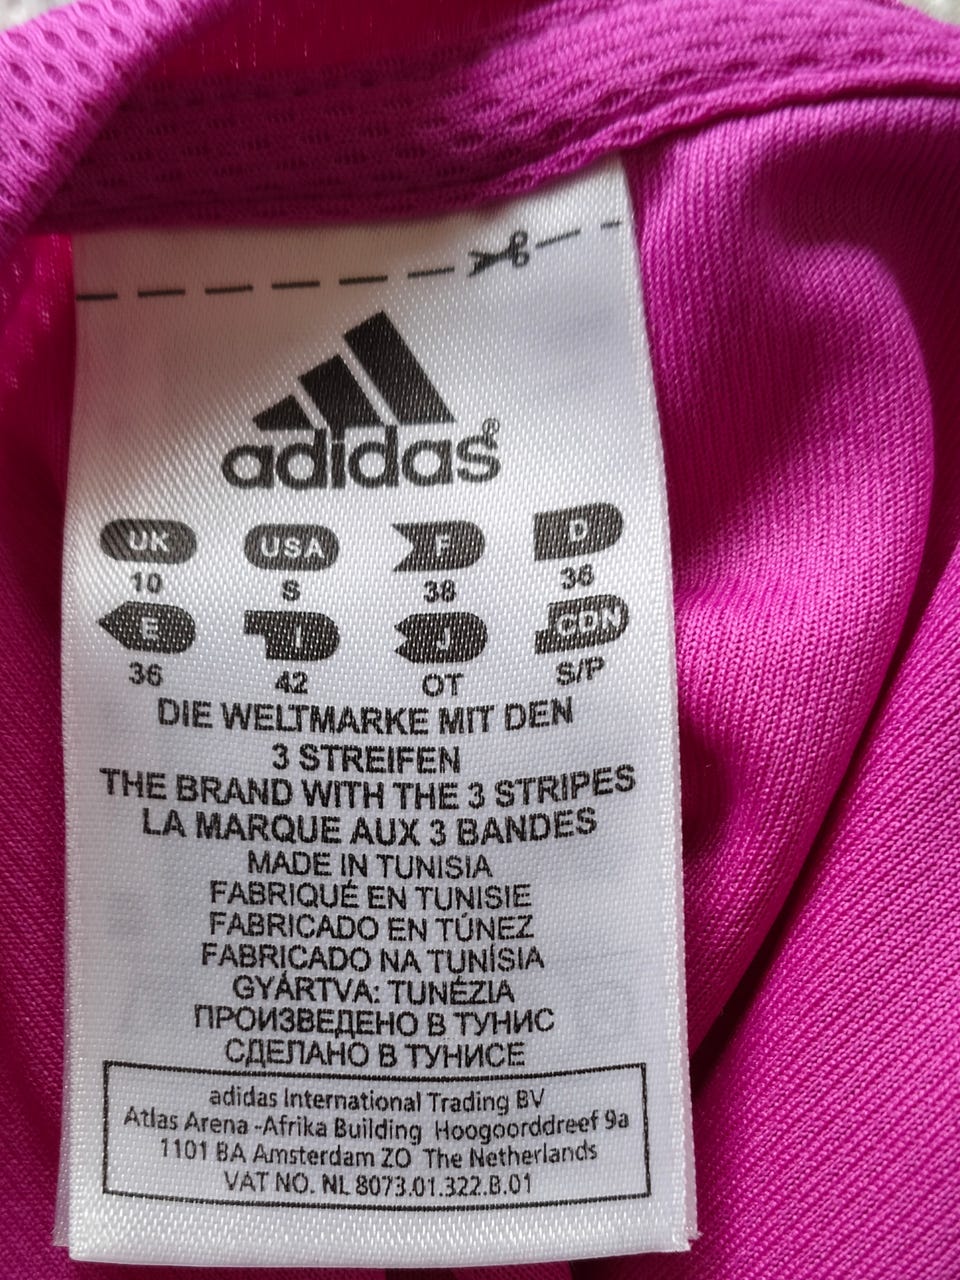 adidas®
UK USA F D
10 S 38 36
E I J CDN
36 42 OT S/P
DIE WELTMARKE MIT DEN
3 STREIFEN
THE BRAND WITH THE 3 STRIPES
LA MARQUE AUX 3 BANDES
MADE IN TUNISIA
FABRIQUÉ EN TUNISIE
FABRICADO EN TÚNEZ
FABRICADO NA TUNÍSIA
GYÁRTVA: TUNÉZIA
ПРОИЗВЕДЕНО В ТУНИС
СДЕЛАНО В ТУНИСЕ
adidas International Trading BV
Atlas Arena -Afrika Building Hoogoorddreef 9a
1101 BA Amsterdam ZO The Netherlands
VAT NO. NL 8073.01.322.B.01